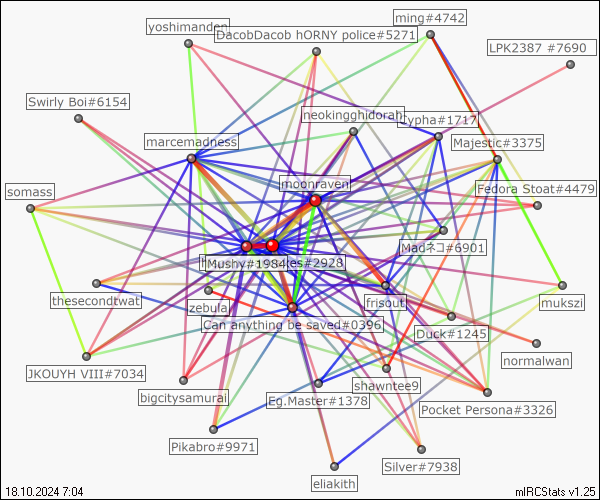 ming#4742
yoshimanden
DacobDacob hORNY police#5271
LPK2387 #7690
Swirly Boi#6154
neokingghidorah
Lypha#1717
marcemadness
Majestic#3375
moonraven
somass
Fedora Stoat#4479
Madネコ#6901
Mushy#1984
es#2928
thesecondtwat
zebula
frisout
mukszi
Can anything be saved#0396
Duck#1245
normalwan
JKOUYH VIII#7034
shawntee9
bigcitysamurai
Eg.Master#1378
Pocket Persona#3326
Pikabro#9971
Silver#7938
eliakith
18.10.2024 7:04
mIRCStats v1.25